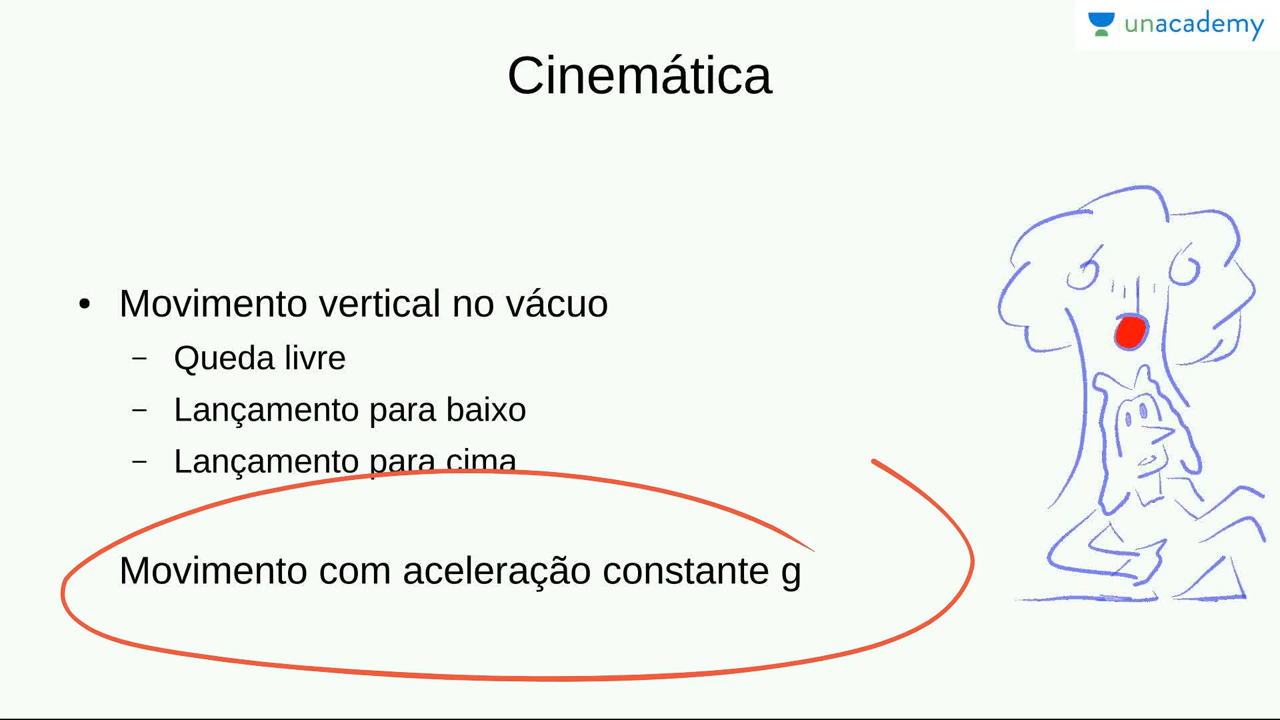 unacademy
Cinemática
• Movimento vertical no vácuo
– Queda livre
– Lançamento para baixo
– Lançamento para cima
Movimento com aceleração constante g